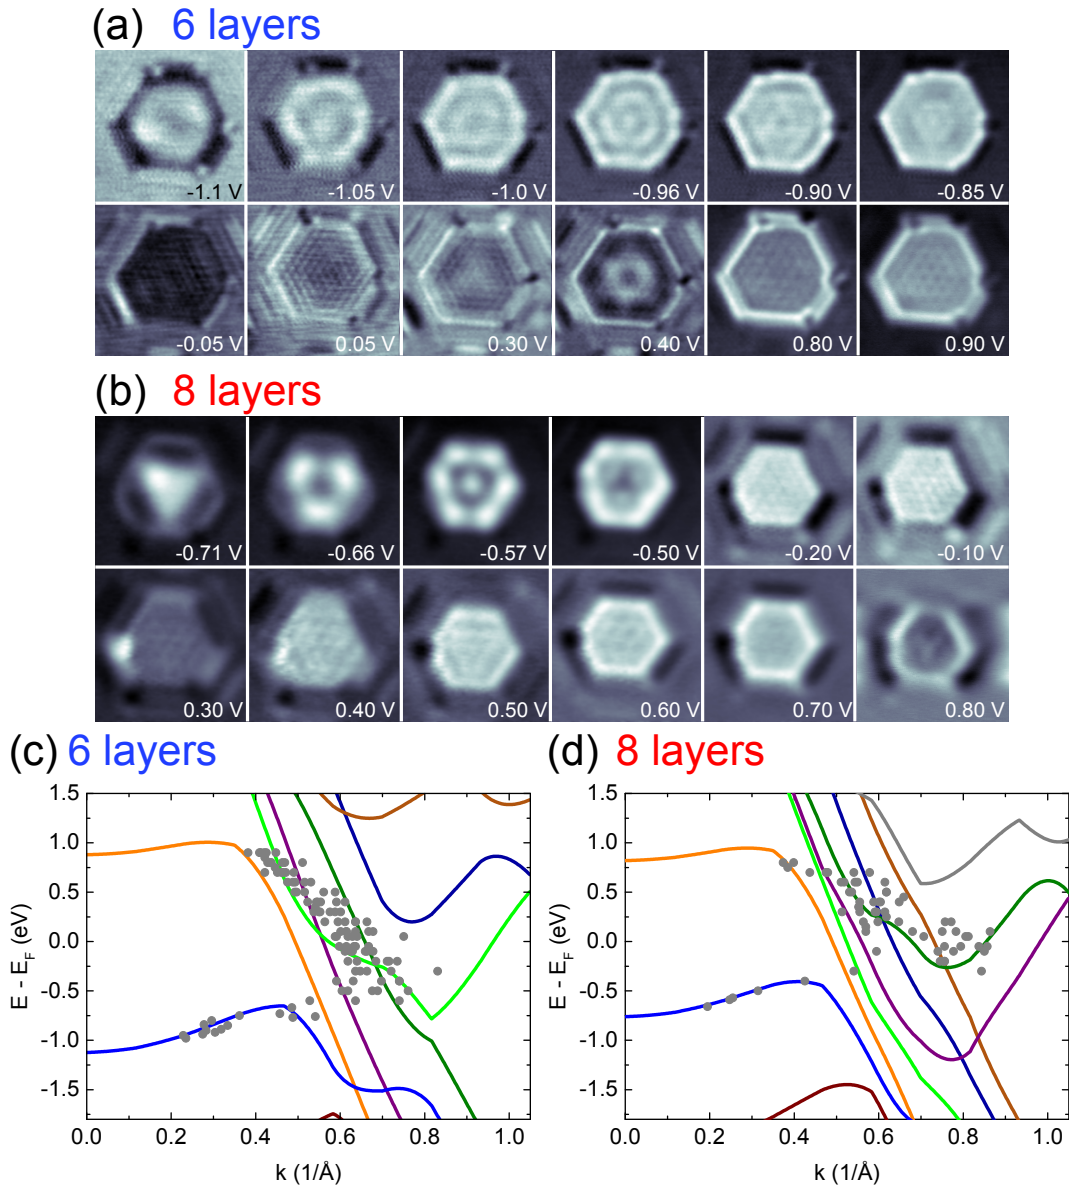 (a) 6 layers
-1.1 V -1.05 V -1.0 V -0.96 V -0.90 V -0.85 V
-0.05 V 0.05 V 0.30 V 0.40 V 0.80 V 0.90 V
(b) 8 layers
-0.71 V -0.66 V -0.57 V -0.50 V -0.20 V -0.10 V
0.30 V 0.40 V 0.50 V 0.60 V 0.70 V 0.80 V
(c) 6 layers
1.5
1.0
0.5
0.0
-0.5
-1.0
-1.5
E - E_F (eV)
0.0 0.2 0.4 0.6 0.8 1.0
k (1/Å)
(d) 8 layers
1.5
1.0
0.5
0.0
-0.5
-1.0
-1.5
E - E_F (eV)
0.0 0.2 0.4 0.6 0.8 1.0
k (1/Å)